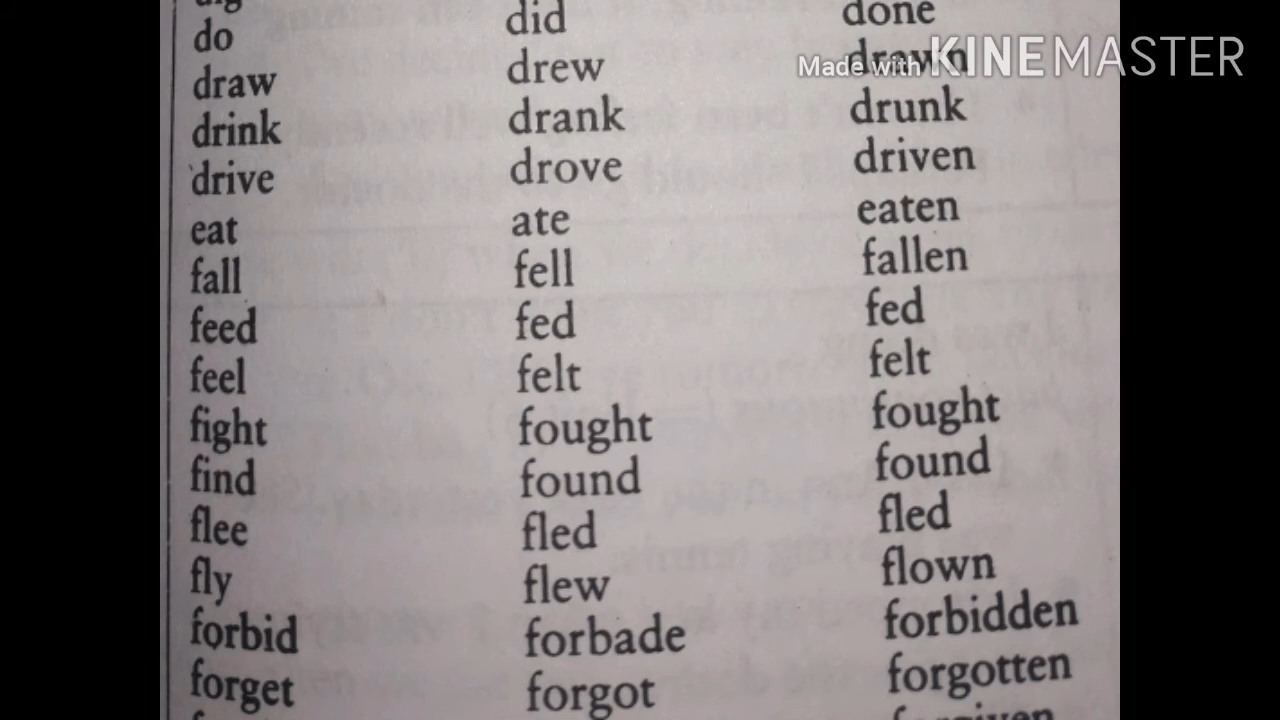 do did done
draw drew drawn
Made with KINEMASTER
drink drank drunk
drive drove driven
eat ate eaten
fall fell fallen
feed fed fed
feel felt felt
fight fought fought
find found found
flee fled fled
fly flew flown
forbid forbade forbidden
forget forgot forgotten